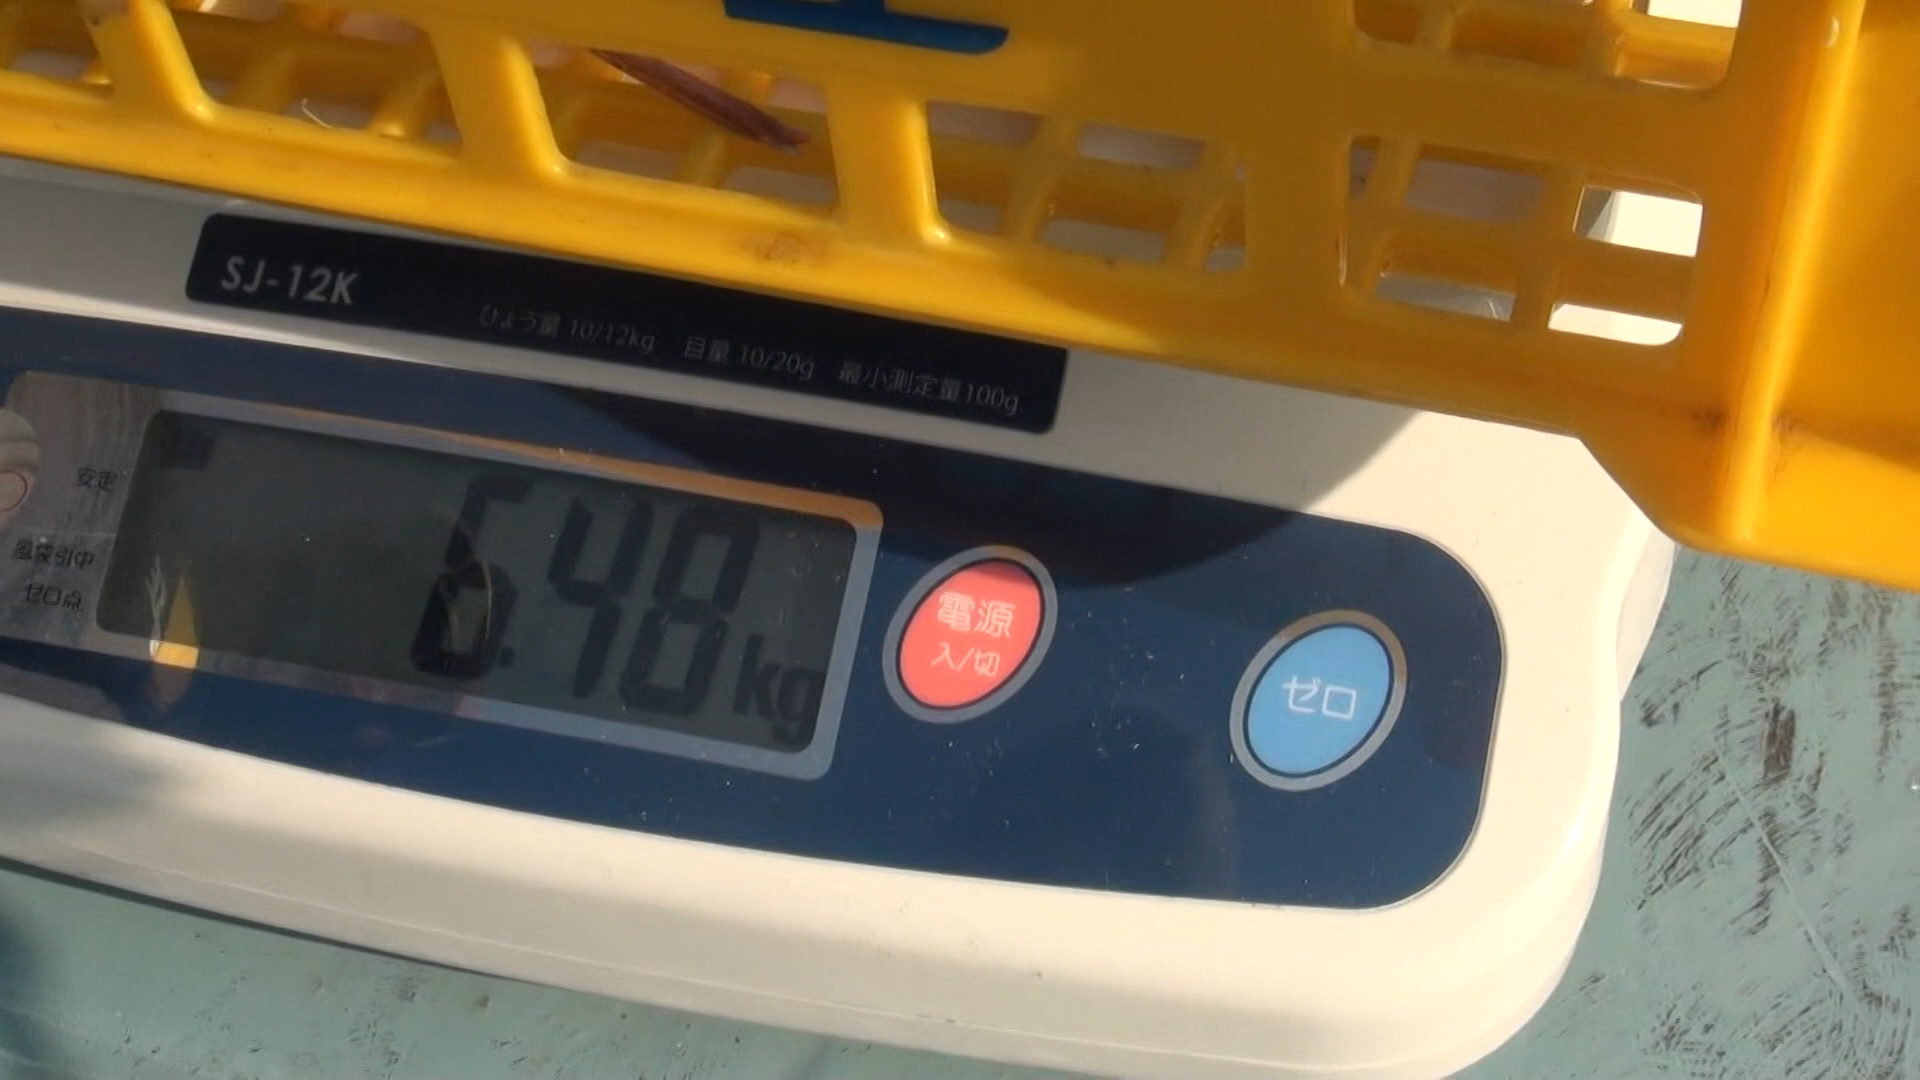 SJ-12K
ひょう量 10/12kg 目量 10/20g 最小測定量100g
安定
風袋引中
ゼロ点
6.48kg
電源
入/切
ゼロ